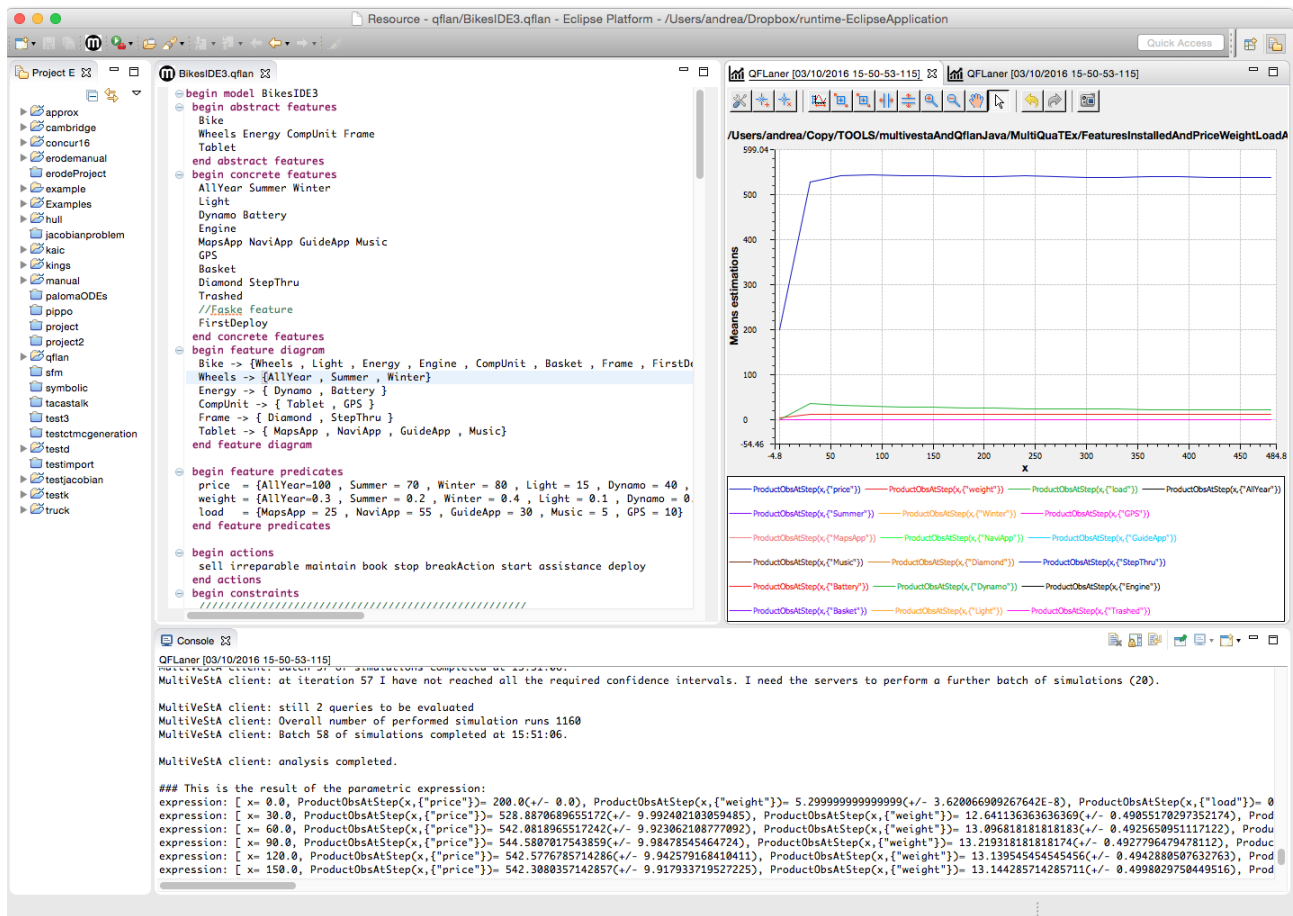 Resource - qflan/BikesIDE3.qflan - Eclipse Platform - /Users/andrea/Dropbox/runtime-EclipseApplication
Quick Access
Project E
approx
cambridge
concur16
erodemanual
erodeProject
example
Examples
hull
jacobianproblem
kaic
kings
manual
palomaODEs
pippo
project
project2
qflan
sfm
symbolic
tacastalk
test3
testctmcgeneration
testd
testimport
testjacobian
testk
truck
BikesIDE3.qflan
begin model BikesIDE3
begin abstract features
Bike
Wheels Energy CompUnit Frame
Tablet
end abstract features
begin concrete features
AllYear Summer Winter
Light
Dynamo Battery
Engine
MapsApp NaviApp GuideApp Music
GPS
Basket
Diamond StepThru
Trashed
//Faske feature
FirstDeploy
end concrete features
begin feature diagram
Bike -> {Wheels , Light , Energy , Engine , CompUnit , Basket , Frame , FirstDe
Wheels -> {AllYear , Summer , Winter}
Energy -> { Dynamo , Battery }
CompUnit -> { Tablet , GPS }
Frame -> { Diamond , StepThru }
Tablet -> { MapsApp , NaviApp , GuideApp , Music}
end feature diagram
begin feature predicates
price = {AllYear=100 , Summer = 70 , Winter = 80 , Light = 15 , Dynamo = 40 ,
weight = {AllYear=0.3 , Summer = 0.2 , Winter = 0.4 , Light = 0.1 , Dynamo = 0.
load = {MapsApp = 25 , NaviApp = 55 , GuideApp = 30 , Music = 5 , GPS = 10}
end feature predicates
begin actions
sell irreparable maintain book stop breakAction start assistance deploy
end actions
begin constraints
//////////////////////////////////////////////////////
QFLaner [03/10/2016 15-50-53-115] QFLaner [03/10/2016 15-50-53-115]
/Users/andrea/Copy/TOOLS/multivestaAndQflanJava/MultiQuaTEx/FeaturesInstalledAndPriceWeightLoadA
599.04
500
400
300
200
100
0
-54.46
Means estimations
-4.8 50 100 150 200 250 300 350 400 450 484.8
x
ProductObsAtStep(x,{"price"}) ProductObsAtStep(x,{"weight"}) ProductObsAtStep(x,{"load"}) ProductObsAtStep(x,{"AllYear"})
ProductObsAtStep(x,{"Summer"}) ProductObsAtStep(x,{"Winter"}) ProductObsAtStep(x,{"GPS"})
ProductObsAtStep(x,{"MapsApp"}) ProductObsAtStep(x,{"NaviApp"}) ProductObsAtStep(x,{"GuideApp"})
ProductObsAtStep(x,{"Music"}) ProductObsAtStep(x,{"Diamond"}) ProductObsAtStep(x,{"StepThru"})
ProductObsAtStep(x,{"Battery"}) ProductObsAtStep(x,{"Dynamo"}) ProductObsAtStep(x,{"Engine"})
ProductObsAtStep(x,{"Basket"}) ProductObsAtStep(x,{"Light"}) ProductObsAtStep(x,{"Trashed"})
Console
QFLaner [03/10/2016 15-50-53-115]
MultiVeStA client: Batch 57 of simulations completed at 15:51:06.
MultiVeStA client: at iteration 57 I have not reached all the required confidence intervals. I need the servers to perform a further batch of simulations (20).
MultiVeStA client: still 2 queries to be evaluated
MultiVeStA client: Overall number of performed simulation runs 1160
MultiVeStA client: Batch 58 of simulations completed at 15:51:06.
MultiVeStA client: analysis completed.
### This is the result of the parametric expression:
expression: [ x= 0.0, ProductObsAtStep(x,{"price"})= 200.0(+/- 0.0), ProductObsAtStep(x,{"weight"})= 5.299999999999999(+/- 3.620066909267642E-8), ProductObsAtStep(x,{"load"})= 0
expression: [ x= 30.0, ProductObsAtStep(x,{"price"})= 528.8870689655172(+/- 9.992402103059485), ProductObsAtStep(x,{"weight"})= 12.641136363636369(+/- 0.49055170297352174), Prod
expression: [ x= 60.0, ProductObsAtStep(x,{"price"})= 542.0818965517242(+/- 9.923062108777092), ProductObsAtStep(x,{"weight"})= 13.096818181818183(+/- 0.4925650951117122), Produ
expression: [ x= 90.0, ProductObsAtStep(x,{"price"})= 544.5807017543859(+/- 9.98478545464724), ProductObsAtStep(x,{"weight"})= 13.219318181818174(+/- 0.4927796479478112), Produc
expression: [ x= 120.0, ProductObsAtStep(x,{"price"})= 542.5776785714286(+/- 9.942579168410411), ProductObsAtStep(x,{"weight"})= 13.139545454545456(+/- 0.4942880507632763), Prod
expression: [ x= 150.0, ProductObsAtStep(x,{"price"})= 542.3080357142857(+/- 9.917933719527225), ProductObsAtStep(x,{"weight"})= 13.144285714285711(+/- 0.4998029750449516), Prod